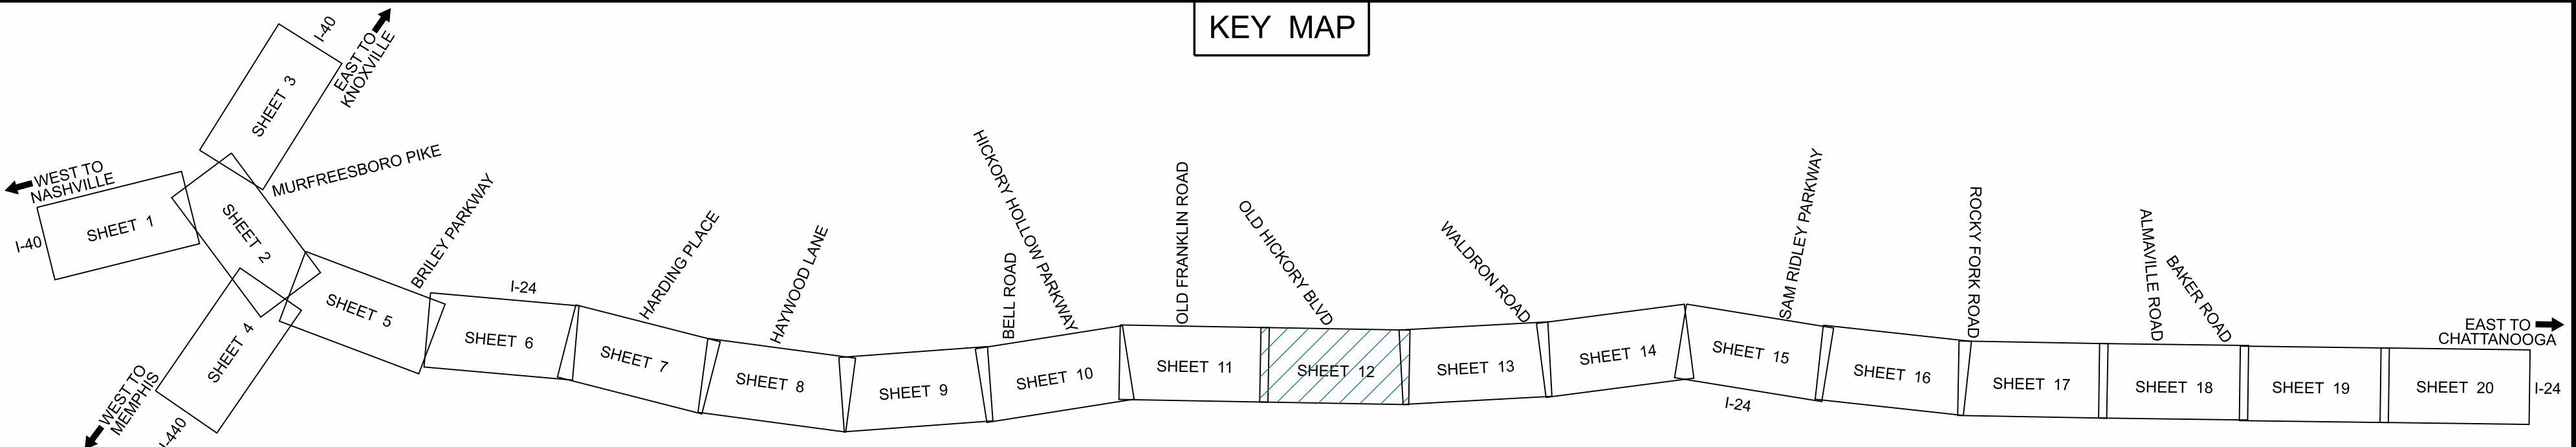 KEY MAP
I-40
EAST TO
KNOXVILLE
SHEET 3
WEST TO
NASHVILLE
I-40
SHEET 1
SHEET 2
MURFREESBORO PIKE
SHEET 4
WEST TO
MEMPHIS
I-440
SHEET 5
BRILEY PARKWAY
I-24
SHEET 6
HARDING PLACE
SHEET 7
HAYWOOD LANE
SHEET 8
SHEET 9
BELL ROAD
HICKORY HOLLOW PARKWAY
SHEET 10
OLD FRANKLIN ROAD
SHEET 11
OLD HICKORY BLVD
SHEET 12
WALDRON ROAD
SHEET 13
SHEET 14
SAM RIDLEY PARKWAY
SHEET 15
I-24
SHEET 16
ROCKY FORK ROAD
SHEET 17
ALMAVILLE ROAD
BAKER ROAD
SHEET 18
SHEET 19
SHEET 20
EAST TO
CHATTANOOGA
I-24